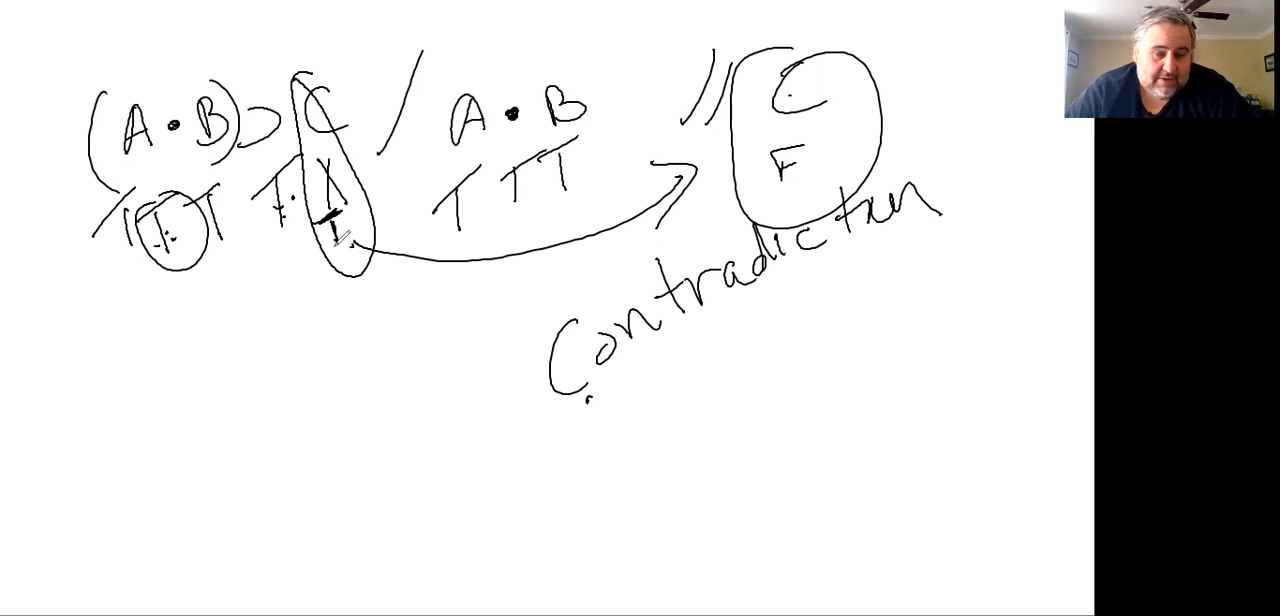 (A • B) ⊃ C / A • B // C
T T T T T T T F
T
Contradiction